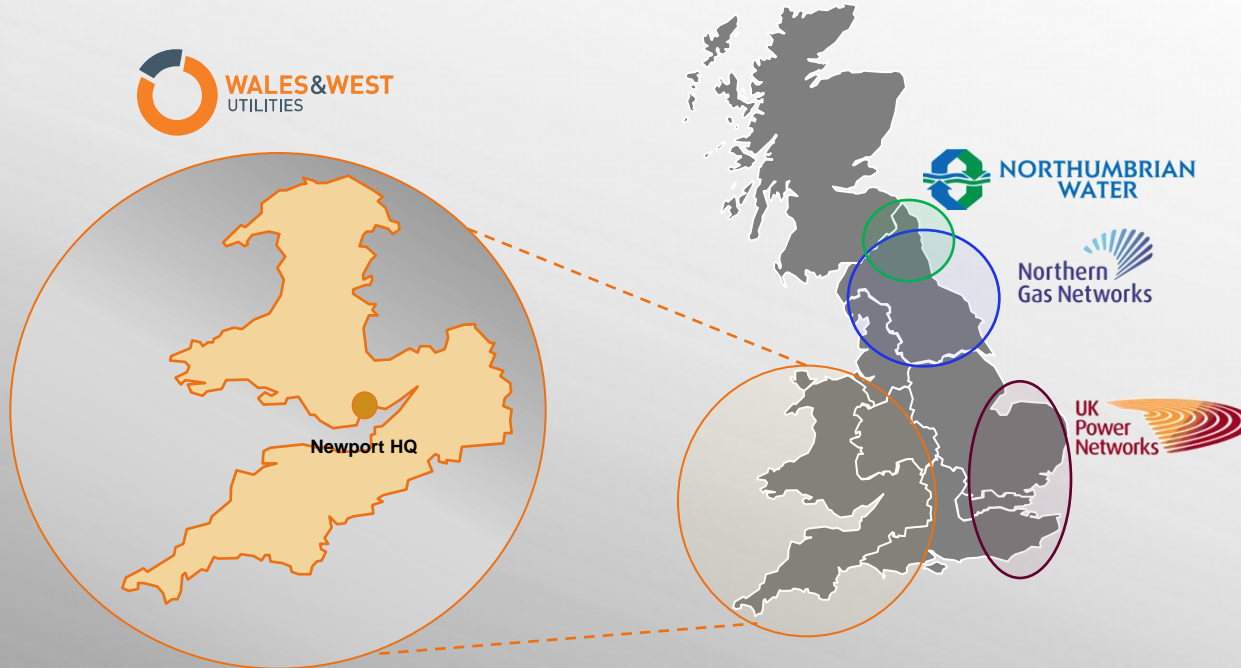 WALES&WEST
UTILITIES
NORTHUMBRIAN
WATER
Northern
Gas Networks
UK
Power
Networks
Newport HQ